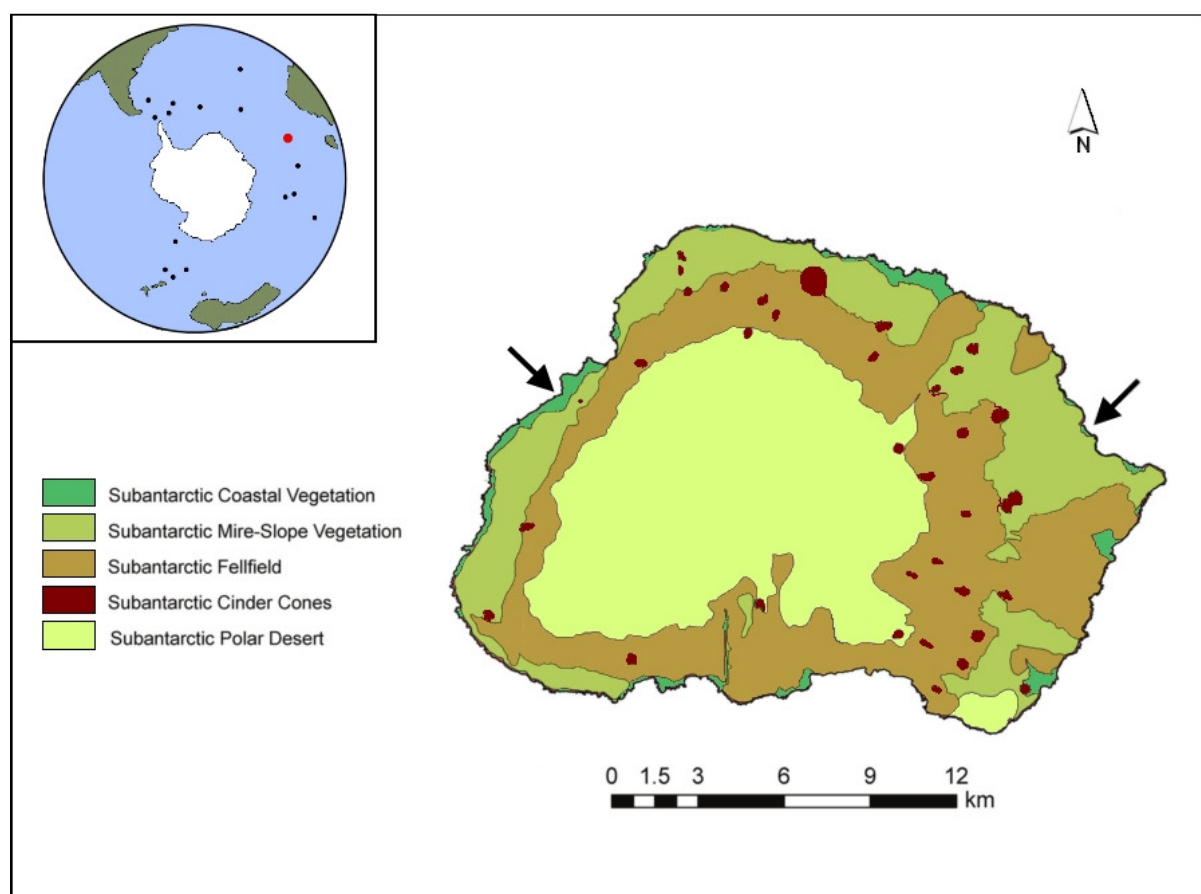 N
Subantarctic Coastal Vegetation
Subantarctic Mire-Slope Vegetation
Subantarctic Fellfield
Subantarctic Cinder Cones
Subantarctic Polar Desert
0 1.5 3 6 9 12
km